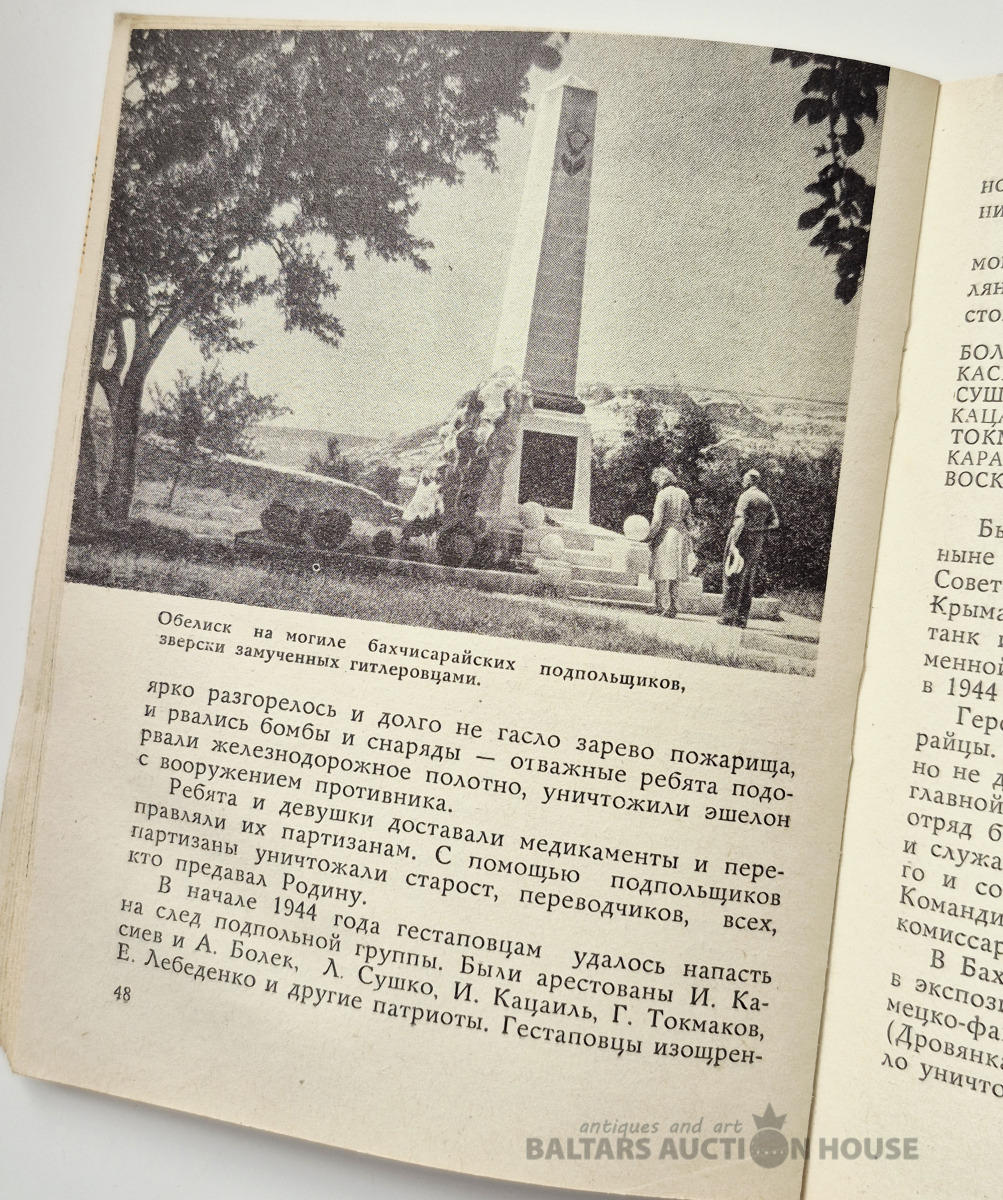 Обелиск на могиле бахчисарайских подпольщиков,
зверски замученных гитлеровцами.
ярко разгорелось и долго не гасло зарево пожарища,
и рвались бомбы и снаряды — отважные ребята подо-
рвали железнодорожное полотно, уничтожили эшелон
с вооружением противника.
Ребята и девушки доставали медикаменты и пере-
правляли их партизанам. С помощью подпольщиков
партизаны уничтожали старост, переводчиков, всех,
кто предавал Родину.
В начале 1944 года гестаповцам удалось напасть
на след подпольной группы. Были арестованы И. Ка-
сиев и А. Болек, Л. Сушко, И. Кацаиль, Г. Токмаков,
Е. Лебеденко и другие патриоты. Гестаповцы изощрен-
48
но
ни
мо
лян
сто
БОЛ
КАС
СУШ
КАЦА
ТОКМ
КАРА
ВОСК
Бы
ныне
Совет
Крыма
танк
менной
в 1944
Геро
райцы.
но не д
главной
отряд б
и служа
го и со
Команди
комиссар
В Бах
в экспози
мецко-фа
(Дровянка
ло уничто
antiques and art
BALTARS AUCTION HOUSE